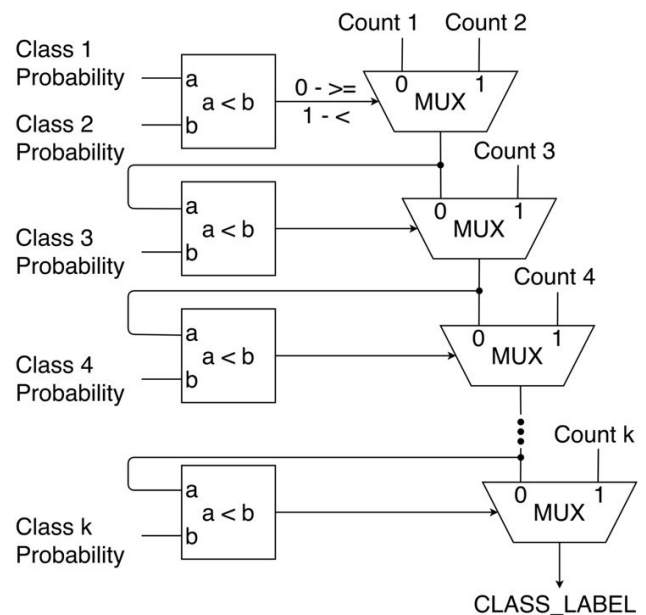 Count 1 Count 2
Class 1
Probability
a
a < b
b
0 - >=
1 - <
0 1
MUX
Class 2
Probability
Count 3
a
a < b
b
0 1
MUX
Class 3
Probability
Count 4
a
a < b
b
0 1
MUX
Class 4
Probability
Count k
a
a < b
b
0 1
MUX
Class k
Probability
CLASS_LABEL